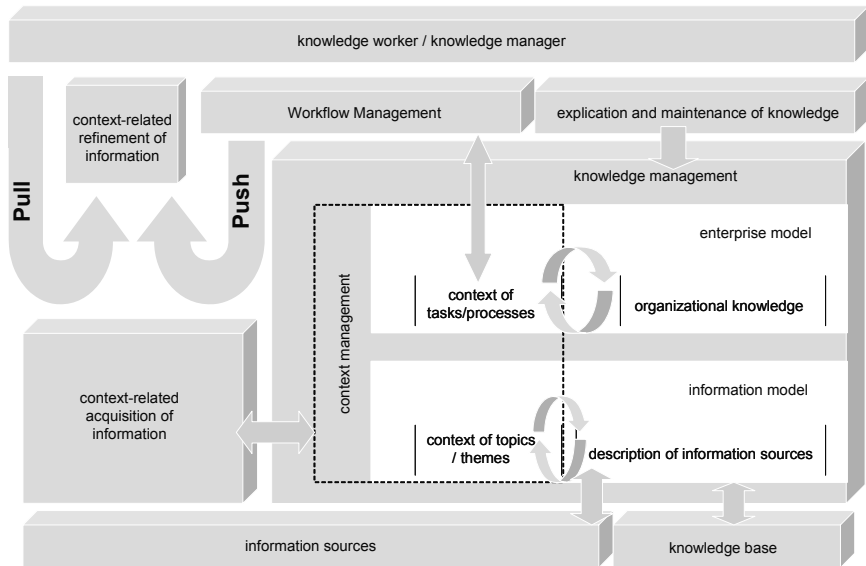 knowledge worker / knowledge manager
context-related
refinement of
information
Workflow Management
explication and maintenance of knowledge
Pull
Push
knowledge management
enterprise model
context of
tasks/processes
organizational knowledge
context management
context-related
acquisition of
information
information model
context of topics
/ themes
description of information sources
information sources
knowledge base